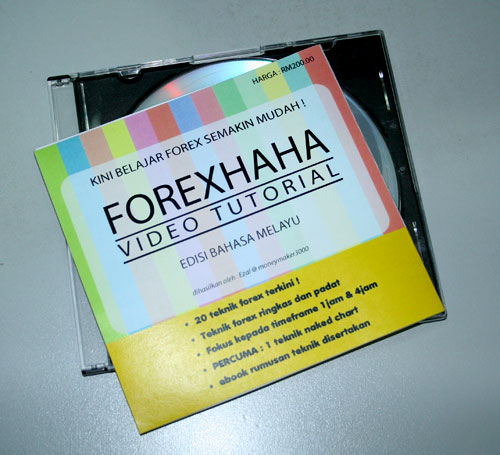 HARGA : RM200.00
KINI BELAJAR FOREX SEMAKIN MUDAH !
FOREXHAHA
VIDEO TUTORIAL
EDISI BAHASA MELAYU
dihasilkan oleh : Ezal @ moneymaker3000
• 20 teknik forex terkini !
• Teknik forex ringkas dan padat
• Fokus kepada timeframe 1jam & 4jam
• PERCUMA : 1 teknik naked chart
• ebook rumusan teknik disertakan